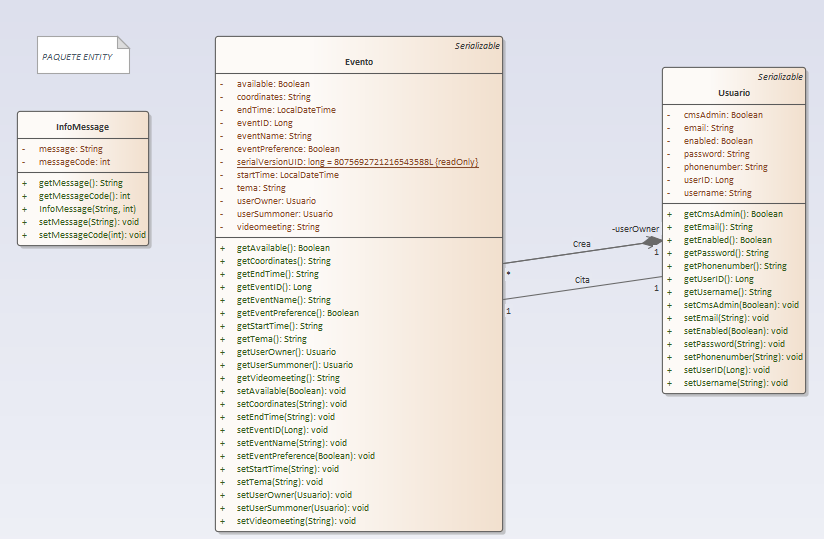 PAQUETE ENTITY
InfoMessage
- message: String
- messageCode: int
+ getMessage(): String
+ getMessageCode(): int
+ InfoMessage(String, int)
+ setMessage(String): void
+ setMessageCode(int): void
Serializable
Evento
- available: Boolean
- coordinates: String
- endTime: LocalDateTime
- eventID: Long
- eventName: String
- eventPreference: Boolean
- serialVersionUID: long = 8075692721216543588L {readOnly}
- startTime: LocalDateTime
- tema: String
- userOwner: Usuario
- userSummoner: Usuario
- videomeeting: String
+ getAvailable(): Boolean
+ getCoordinates(): String
+ getEndTime(): String
+ getEventID(): Long
+ getEventName(): String
+ getEventPreference(): Boolean
+ getStartTime(): String
+ getTema(): String
+ getUserOwner(): Usuario
+ getUserSummoner(): Usuario
+ getVideomeeting(): String
+ setAvailable(Boolean): void
+ setCoordinates(String): void
+ setEndTime(String): void
+ setEventID(Long): void
+ setEventName(String): void
+ setEventPreference(Boolean): void
+ setStartTime(String): void
+ setTema(String): void
+ setUserOwner(Usuario): void
+ setUserSummoner(Usuario): void
+ setVideomeeting(String): void
-userOwner
Crea
1
*
Cita
1
1
Serializable
Usuario
- cmsAdmin: Boolean
- email: String
- enabled: Boolean
- password: String
- phonenumber: String
- userID: Long
- username: String
+ getCmsAdmin(): Boolean
+ getEmail(): String
+ getEnabled(): Boolean
+ getPassword(): String
+ getPhonenumber(): String
+ getUserID(): Long
+ getUsername(): String
+ setCmsAdmin(Boolean): void
+ setEmail(String): void
+ setEnabled(Boolean): void
+ setPassword(String): void
+ setPhonenumber(String): void
+ setUserID(Long): void
+ setUsername(String): void